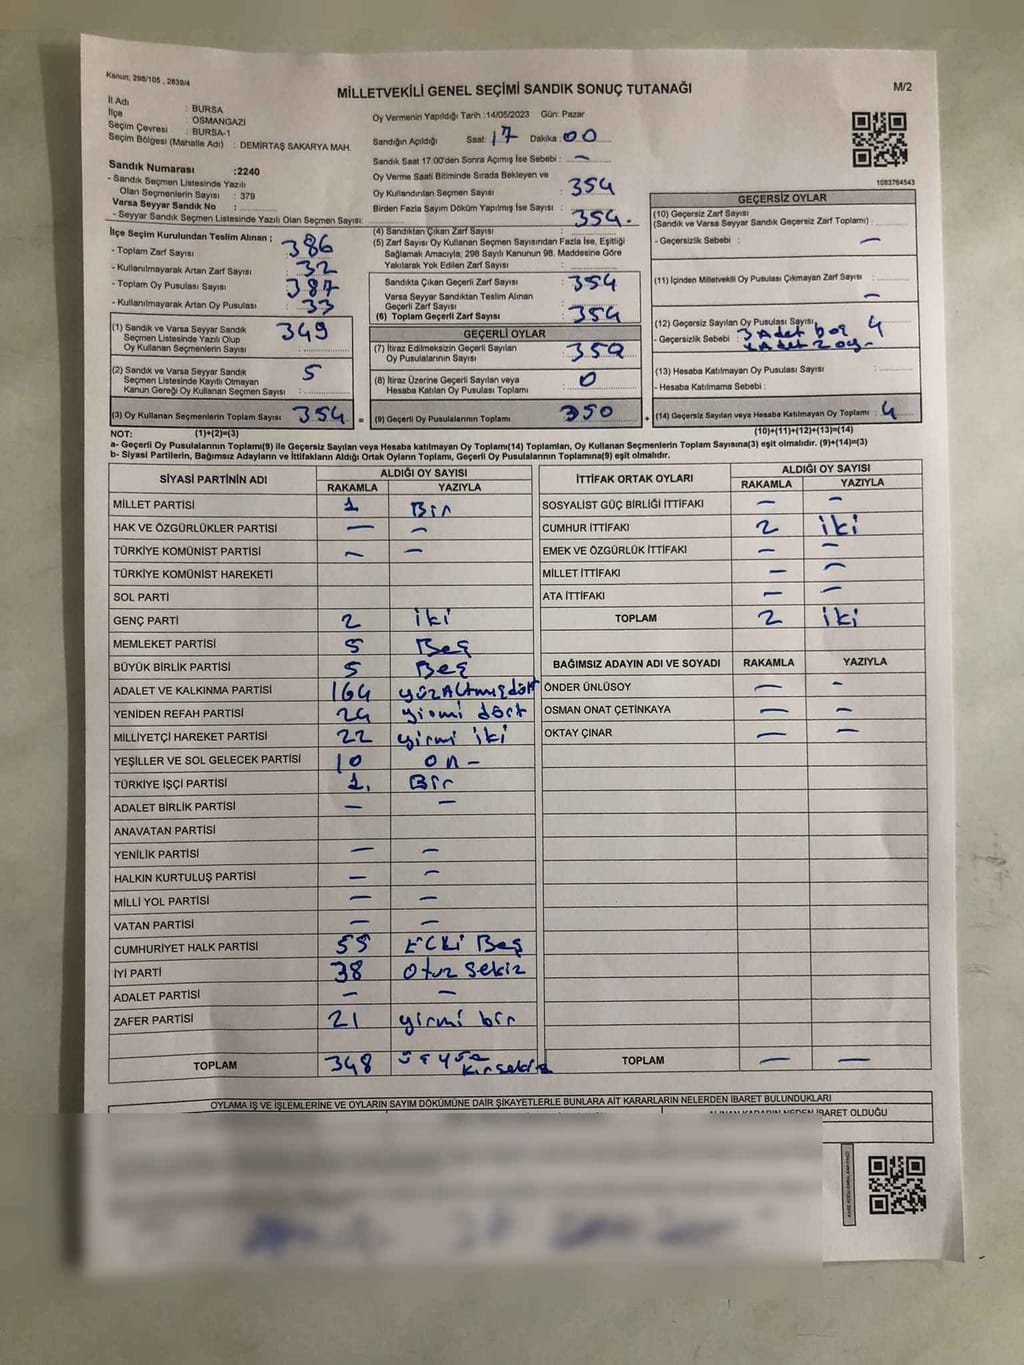 Kanun; 298/105 , 2839/4
MİLLETVEKİLİ GENEL SEÇİMİ SANDIK SONUÇ TUTANAĞI
M/2
İl Adı : BURSA
İlçe : OSMANGAZI
Seçim Çevresi : BURSA-1
Seçim Bölgesi (Mahalle Adı) : DEMİRTAŞ SAKARYA MAH.
Oy Vermenin Yapıldığı Tarih :14/05/2023 Gün: Pazar
Sandığın Açıldığı Saat: 17 Dakika: 00
Sandık Saat 17:00'den Sonra Açımış İse Sebebi : —
Oy Verme Saati Bitiminde Sırada Bekleyen ve
Oy Kullandırılan Seçmen Sayısı : 354
Birden Fazla Sayım Döküm Yapılmış İse Sayısı : 354.
1083764543
Sandık Numarası :2240
- Sandık Seçmen Listesinde Yazılı
Olan Seçmenlerin Sayısı : 379
Varsa Seyyar Sandık No :
- Seyyar Sandık Seçmen Listesinde Yazılı Olan Seçmen Sayısı:
İlçe Seçim Kurulundan Teslim Alınan ;
- Toplam Zarf Sayısı : 386
- Kullanılmayarak Artan Zarf Sayısı : 32
- Toplam Oy Pusulası Sayısı : 387
- Kullanılmayarak Artan Oy Pusulası : 33
(1) Sandık ve Varsa Seyyar Sandık
Seçmen Listesinde Yazılı Olup
Oy Kullanan Seçmenlerin Sayısı : 349
(2) Sandık ve Varsa Seyyar Sandık
Seçmen Listesinde Kayıtlı Olmayan
Kanun Gereği Oy Kullanan Seçmen Sayısı : 5
(3) Oy Kullanan Seçmenlerin Toplam Sayısı : 354 =
(4) Sandıktan Çıkan Zarf Sayısı :
(5) Zarf Sayısı Oy Kullanan Seçmen Sayısından Fazla İse, Eşitliği
Sağlamak Amacıyla; 298 Sayılı Kanunun 98. Maddesine Göre
Yakılarak Yok Edilen Zarf Sayısı :
Sandıkta Çıkan Geçerli Zarf Sayısı : 354
Varsa Seyyar Sandıktan Teslim Alınan
Geçerli Zarf Sayısı
(6) Toplam Geçerli Zarf Sayısı : 354
GEÇERLİ OYLAR
(7) İtiraz Edilmeksizin Geçerli Sayılan
Oy Pusulalarının Sayısı : 350
(8) İtiraz Üzerine Geçerli Sayılan veya
Hesaba Katılan Oy Pusulası Toplamı : 0
(9) Geçerli Oy Pusulalarının Toplamı : 350 +
GEÇERSİZ OYLAR
(10) Geçersiz Zarf Sayısı
(Sandık ve Varsa Seyyar Sandık Geçersiz Zarf Toplamı) :
- Geçersizlik Sebebi : —
(11) İçinden Milletvekili Oy Pusulası Çıkmayan Zarf Sayısı : —
(12) Geçersiz Sayılan Oy Pusulası Sayısı : 4
- Geçersizlik Sebebi : 3 Adet boş
Adet 2 oy-
(13) Hesaba Katılmayan Oy Pusulası Sayısı :
- Hesaba Katılmama Sebebi :
(14) Geçersiz Sayılan veya Hesaba Katılmayan Oy Toplamı : 4
NOT: (1)+(2)=(3) (10)+(11)+(12)+(13)=(14)
a- Geçerli Oy Pusulalarının Toplamı(9) ile Geçersiz Sayılan veya Hesaba katılmayan Oy Toplamı(14) Toplamları, Oy Kullanan Seçmenlerin Toplam Sayısına(3) eşit olmalıdır. (9)+(14)=(3)
b- Siyasi Partilerin, Bağımsız Adayların ve İttifakların Aldığı Ortak Oyların Toplamı, Geçerli Oy Pusulalarının Toplamına(9) eşit olmalıdır.
SİYASİ PARTİNİN ADI ALDIĞI OY SAYISI
RAKAMLA YAZIYLA
MİLLET PARTİSİ 1 Bir
HAK VE ÖZGÜRLÜKLER PARTİSİ — —
TÜRKİYE KOMÜNİST PARTİSİ — —
TÜRKİYE KOMÜNİST HAREKETİ
SOL PARTİ
GENÇ PARTİ 2 iki
MEMLEKET PARTİSİ 5 Beş
BÜYÜK BİRLİK PARTİSİ 5 Beş
ADALET VE KALKINMA PARTİSİ 164 yüzAltmışdört
YENİDEN REFAH PARTİSİ 24 yirmi dört
MİLLİYETÇİ HAREKET PARTİSİ 22 yirmi iki
YEŞİLLER VE SOL GELECEK PARTİSİ 10 on -
TÜRKİYE İŞÇİ PARTİSİ 1. Bir
ADALET BİRLİK PARTİSİ — —
ANAVATAN PARTİSİ
YENİLİK PARTİSİ — —
HALKIN KURTULUŞ PARTİSİ — —
MİLLİ YOL PARTİSİ — —
VATAN PARTİSİ — —
CUMHURİYET HALK PARTİSİ 55 Elli Beş
İYİ PARTİ 38 Otuz sekiz
ADALET PARTİSİ — —
ZAFER PARTİSİ 21 yirmi bir
TOPLAM 348 üçyüz
İTTİFAK ORTAK OYLARI ALDIĞI OY SAYISI
RAKAMLA YAZIYLA
SOSYALİST GÜÇ BİRLİĞİ İTTİFAKI — —
CUMHUR İTTİFAKI 2 iki
EMEK VE ÖZGÜRLÜK İTTİFAKI — —
MİLLET İTTİFAKI — —
ATA İTTİFAKI — —
TOPLAM 2 iki
BAĞIMSIZ ADAYIN ADI VE SOYADI RAKAMLA YAZIYLA
ÖNDER ÜNLÜSOY — —
OSMAN ONAT ÇETİNKAYA — —
OKTAY ÇINAR — —
TOPLAM — —
OYLAMA İŞ VE İŞLEMLERİNE VE OYLARIN SAYIM DÖKÜMÜNE DAİR ŞİKAYETLERLE BUNLARA AİT KARARLARIN NELERDEN İBARET BULUNDUKLARI
ALINAN KARARIN NEDEN İBARET OLDUĞU